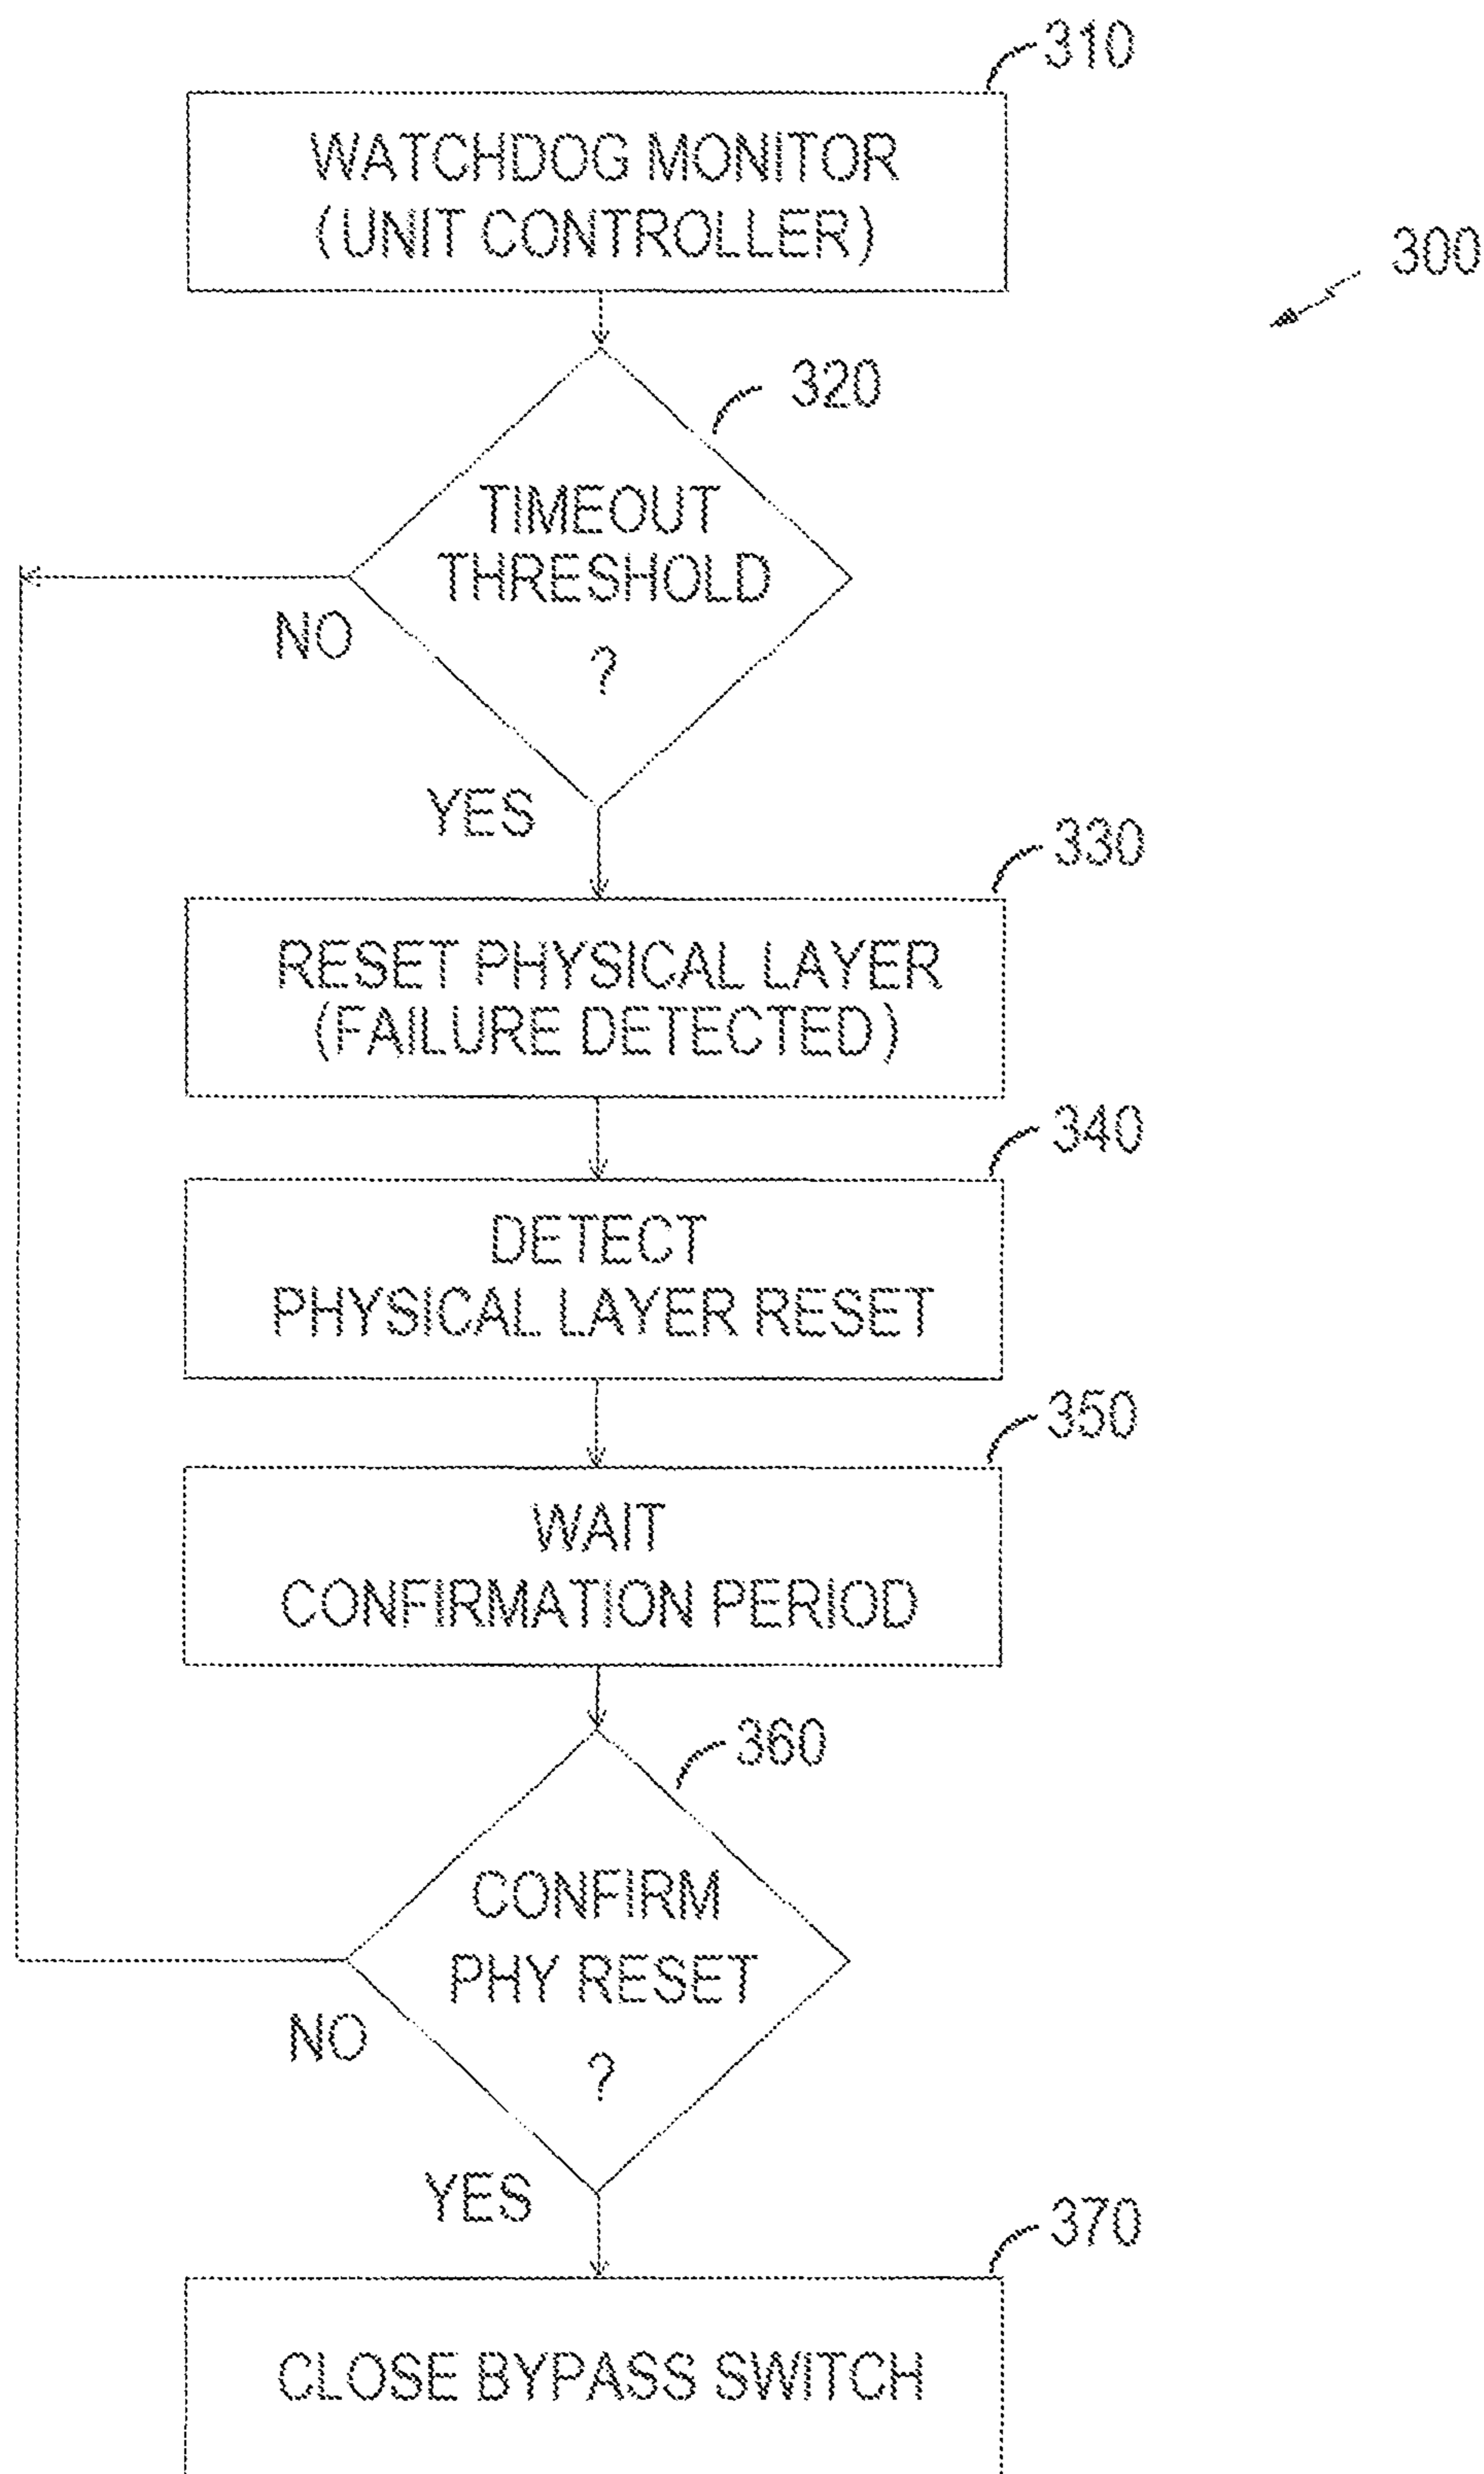 310
WATCHDOG MONITOR
(UNIT CONTROLLER)
300
320
TIMEOUT
THRESHOLD
?
NO
YES
330
RESET PHYSICAL LAYER
(FAILURE DETECTED)
340
DETECT
PHYSICAL LAYER RESET
350
WAIT
CONFIRMATION PERIOD
360
CONFIRM
PHY RESET
?
NO
YES
370
CLOSE BYPASS SWITCH